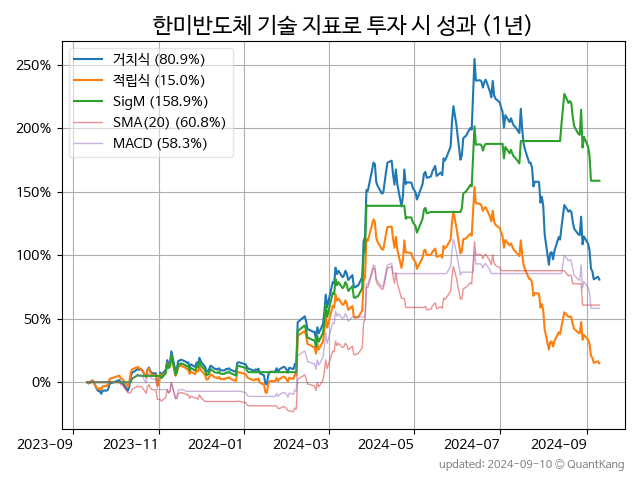 한미반도체 기술 지표로 투자 시 성과 (1년)
거치식 (80.9%)
적립식 (15.0%)
SigM (158.9%)
SMA(20) (60.8%)
MACD (58.3%)
250%
200%
150%
100%
50%
0%
2023-09 2023-11 2024-01 2024-03 2024-05 2024-07 2024-09
updated: 2024-09-10 © QuantKang